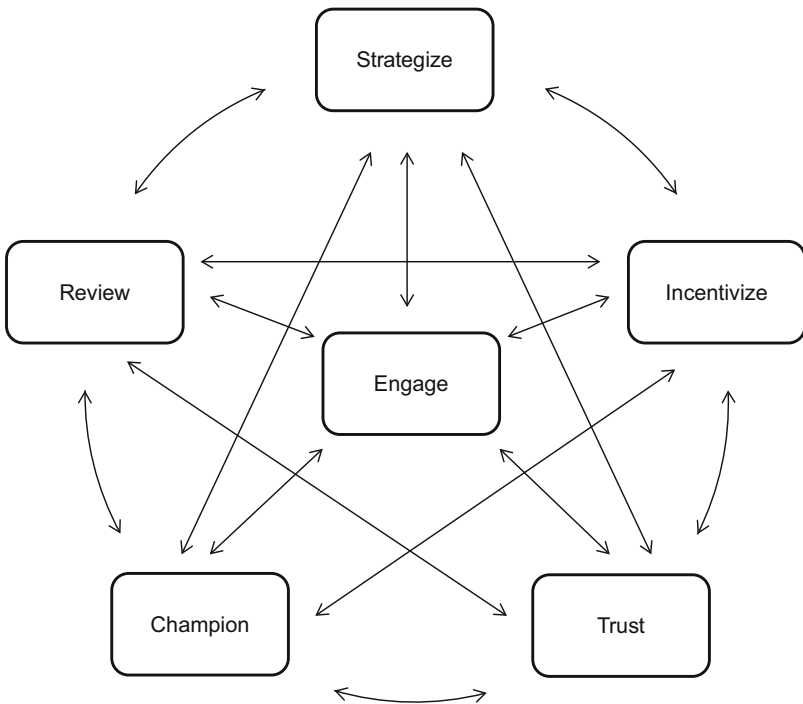 Strategize
Review
Incentivize
Engage
Champion
Trust